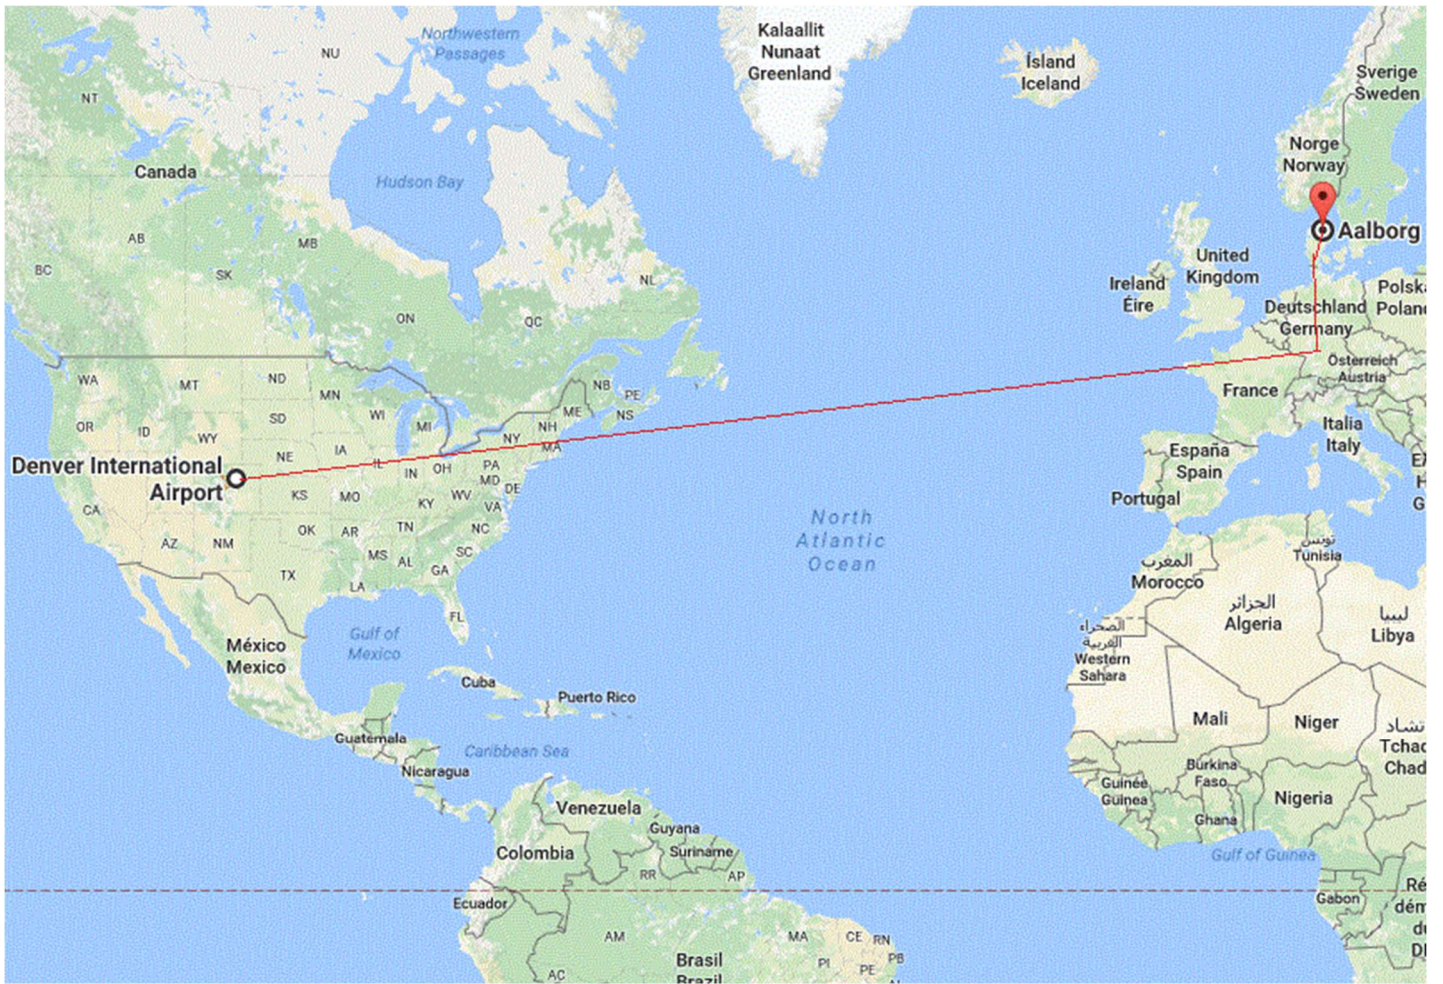 Kalaallit
Nunaat
Greenland
Northwestern
Passages
NU
NT
Ísland
Iceland
Sverige
Sweden
Norge
Norway
Canada
Hudson Bay
Aalborg
AB
MB
BC
SK
NL
United
Kingdom
Ireland
Éire
Polska
Poland
Deutschland
Germany
ON
QC
Österreich
Austria
France
WA
MT
ND
MN
NB
PE
OR
ID
SD
WI
MI
ME
NS
WY
NY
NH
MA
IA
NE
IL
IN
OH
PA
MD
DE
Italia
Italy
España
Spain
Portugal
Denver International
Airport
KS
MO
KY
WV
VA
CA
OK
AR
TN
NC
AZ
NM
MS
AL
SC
TX
LA
GA
FL
North
Atlantic
Ocean
تونس
Tunisia
المغرب
Morocco
الجزائر
Algeria
ليبيا
Libya
الصحراء
الغربية
Western
Sahara
Gulf of
Mexico
México
Mexico
Cuba
Puerto Rico
Guatemala
Caribbean Sea
Nicaragua
Mali
Niger
تشاد
Tchad
Chad
Burkina
Faso
Guinée
Guinea
Nigeria
Ghana
Gulf of Guinea
Venezuela
Guyana
Suriname
Colombia
RR
AP
Ecuador
Gabon
Ré
dém
du
AM
MA
CE
RN
PB
PI
PE
AC
Brasil
Brazil